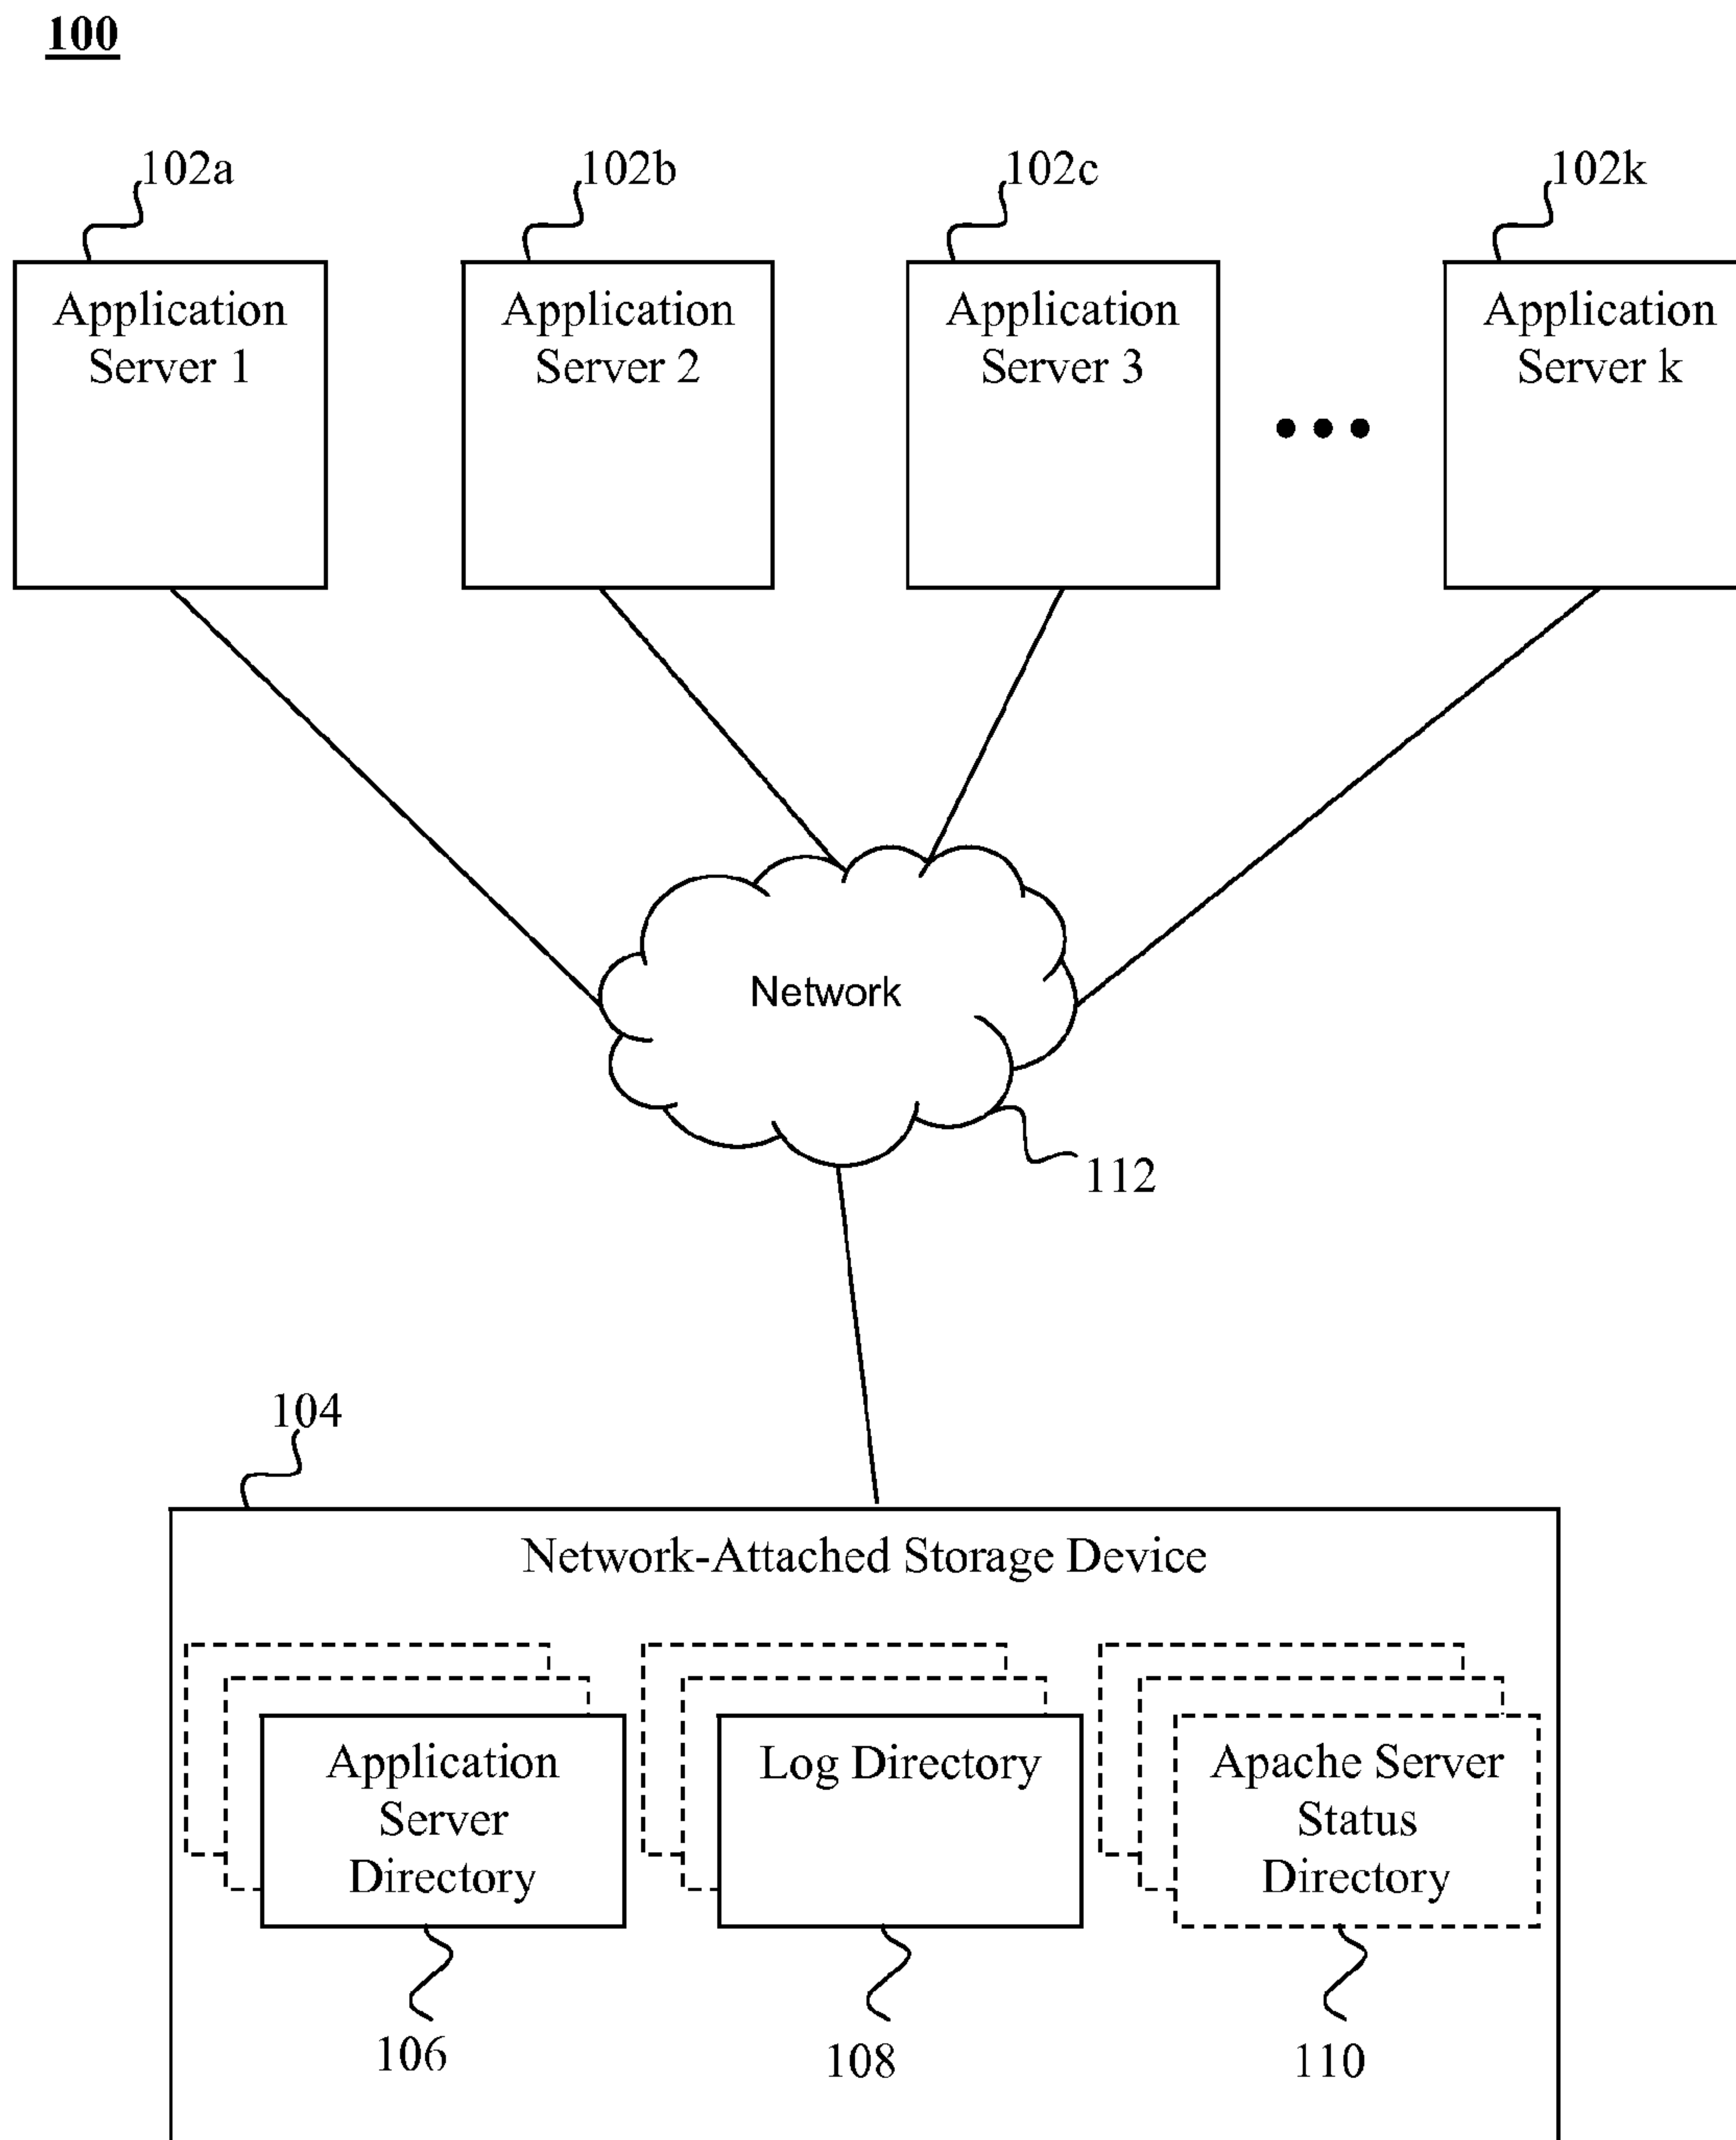 100
102a
102b
102c
102k
Application
Server 1
Application
Server 2
Application
Server 3
Application
Server k
Network
112
104
Network-Attached Storage Device
Application
Server
Directory
Log Directory
Apache Server
Status
Directory
106
108
110